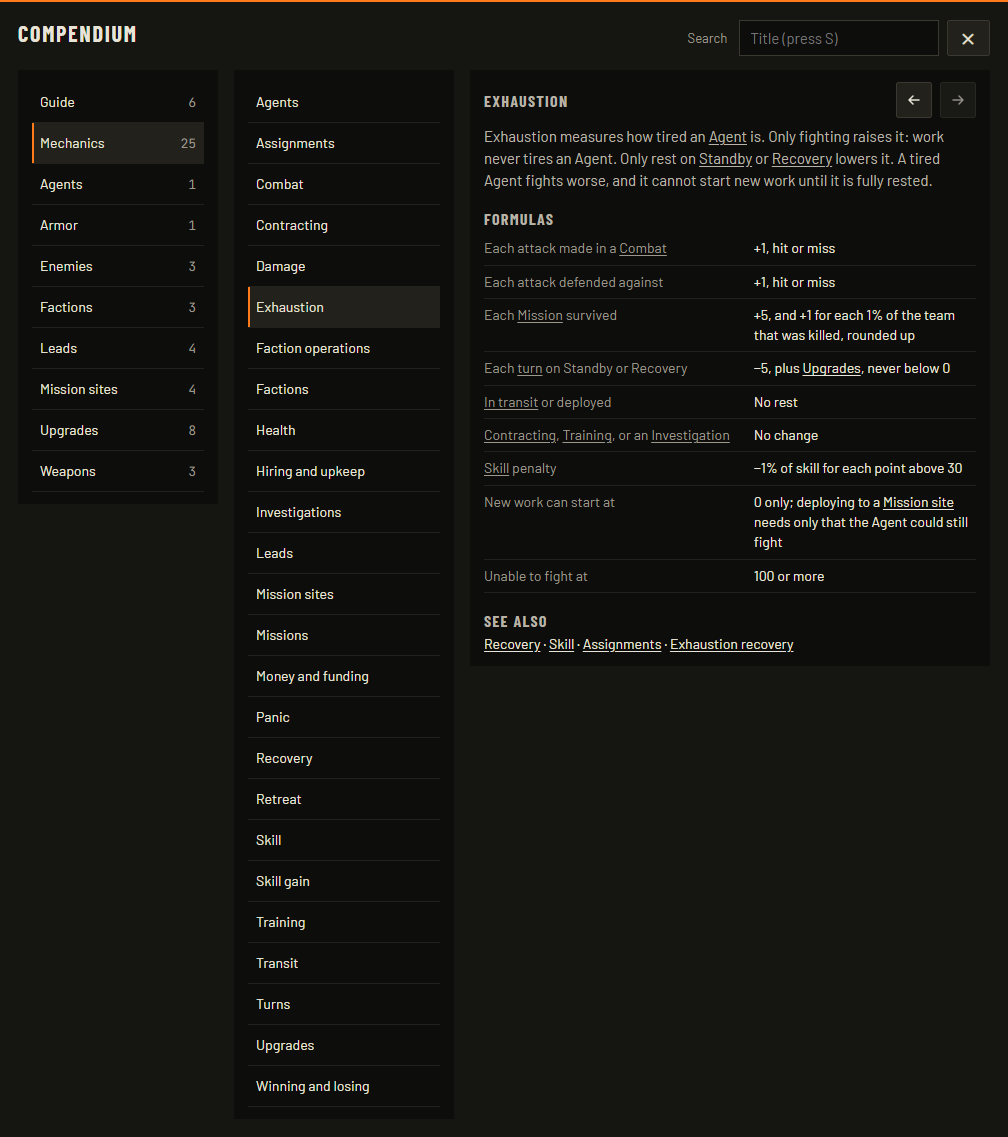 COMPENDIUM
Search
Title (press S)
Guide 6
Mechanics 25
Agents 1
Armor 1
Enemies 3
Factions 3
Leads 4
Mission sites 4
Upgrades 8
Weapons 3
Agents
Assignments
Combat
Contracting
Damage
Exhaustion
Faction operations
Factions
Health
Hiring and upkeep
Investigations
Leads
Mission sites
Missions
Money and funding
Panic
Recovery
Retreat
Skill
Skill gain
Training
Transit
Turns
Upgrades
Winning and losing
EXHAUSTION
Exhaustion measures how tired an Agent is. Only fighting raises it: work
never tires an Agent. Only rest on Standby or Recovery lowers it. A tired
Agent fights worse, and it cannot start new work until it is fully rested.
FORMULAS
Each attack made in a Combat +1, hit or miss
Each attack defended against +1, hit or miss
Each Mission survived +5, and +1 for each 1% of the team
that was killed, rounded up
Each turn on Standby or Recovery −5, plus Upgrades, never below 0
In transit or deployed No rest
Contracting, Training, or an Investigation No change
Skill penalty −1% of skill for each point above 30
New work can start at 0 only; deploying to a Mission site
needs only that the Agent could still
fight
Unable to fight at 100 or more
SEE ALSO
Recovery · Skill · Assignments · Exhaustion recovery